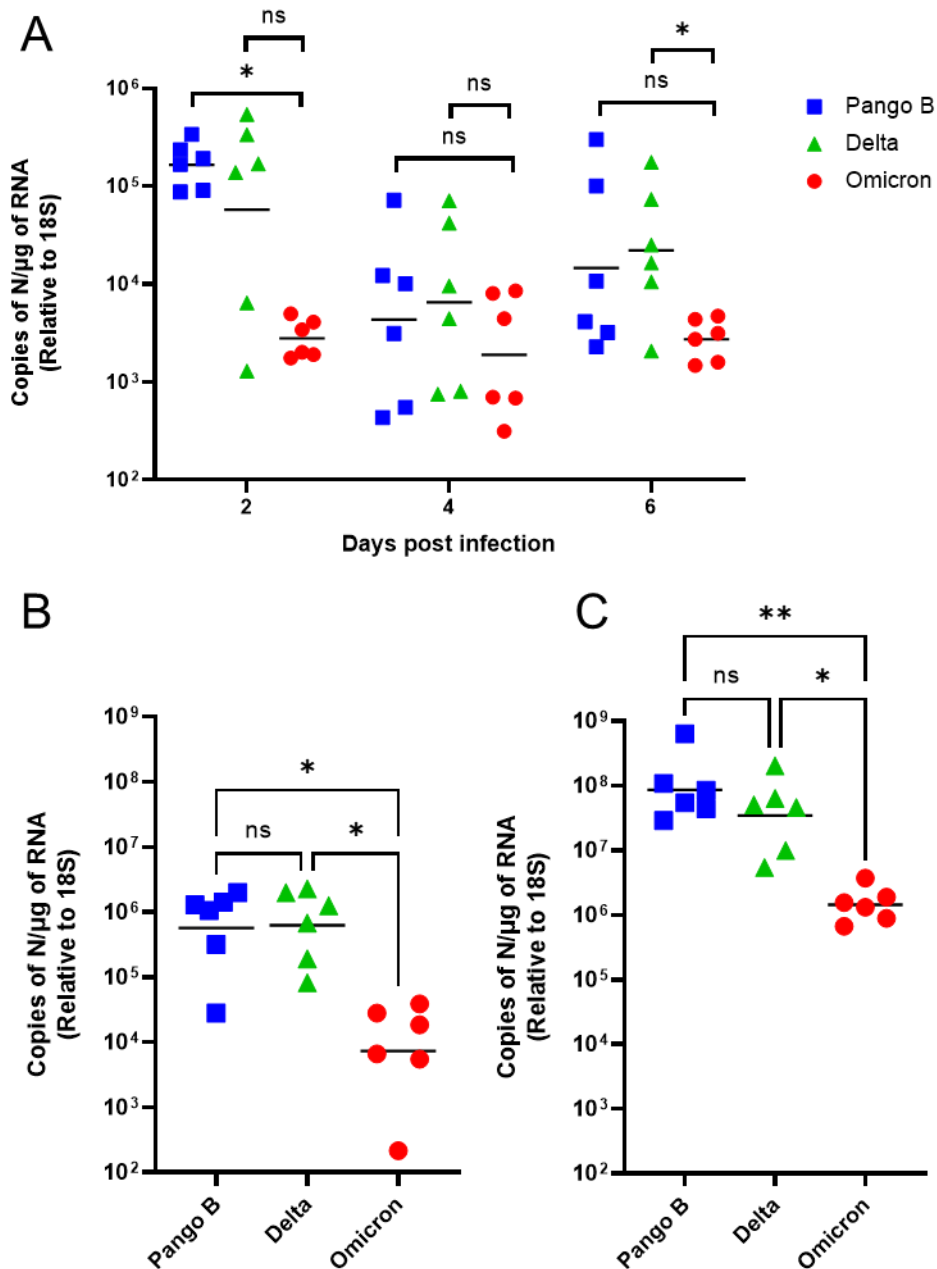 A
ns
*
*
ns
ns
ns
10⁶
10⁵
10⁴
10³
10²
Copies of N/µg of RNA
(Relative to 18S)
2
4
6
Days post infection
Pango B
Delta
Omicron
B
*
ns
*
10⁹
10⁸
10⁷
10⁶
10⁵
10⁴
10³
10²
Copies of N/µg of RNA
(Relative to 18S)
Pango B
Delta
Omicron
C
**
ns
*
10⁹
10⁸
10⁷
10⁶
10⁵
10⁴
10³
10²
Copies of N/µg of RNA
(Relative to 18S)
Pango B
Delta
Omicron